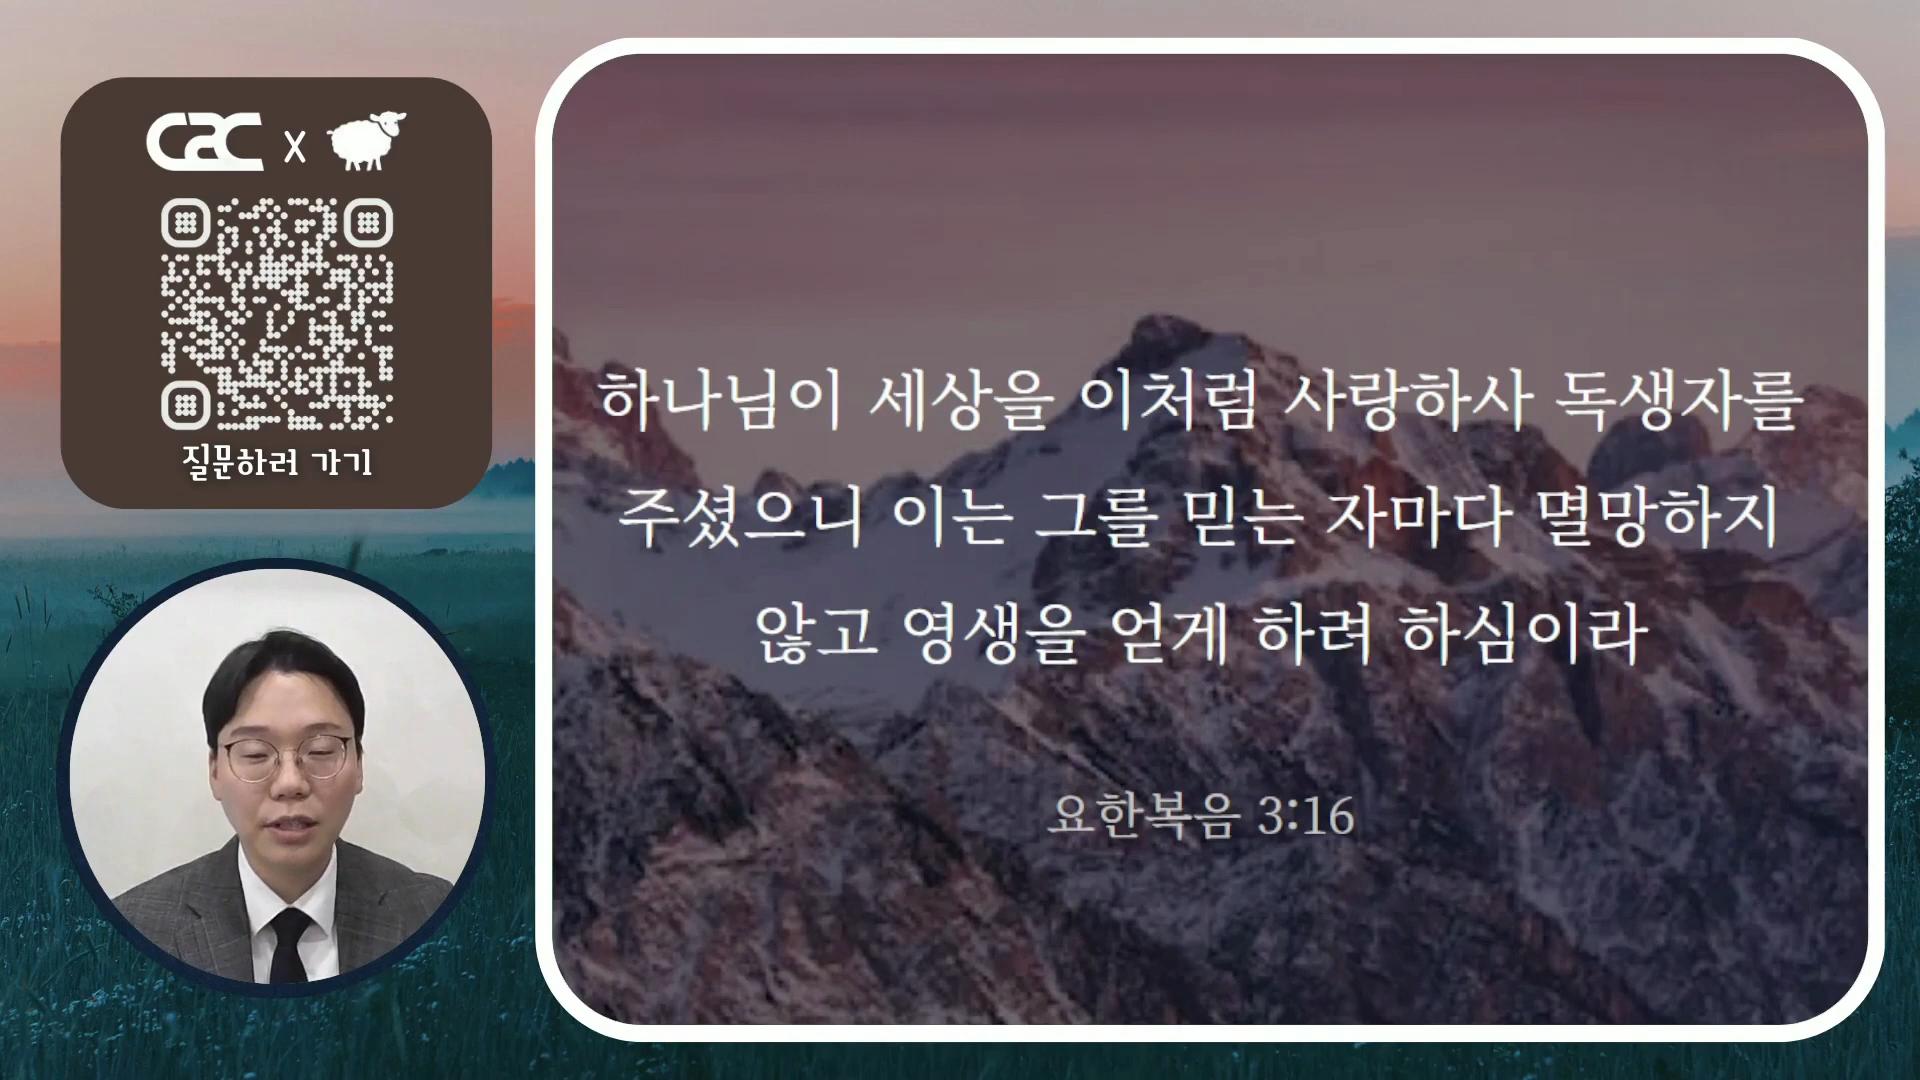 cac x
질문하러 가기
하나님이 세상을 이처럼 사랑하사 독생자를
주셨으니 이는 그를 믿는 자마다 멸망하지
않고 영생을 얻게 하려 하심이라
요한복음 3:16